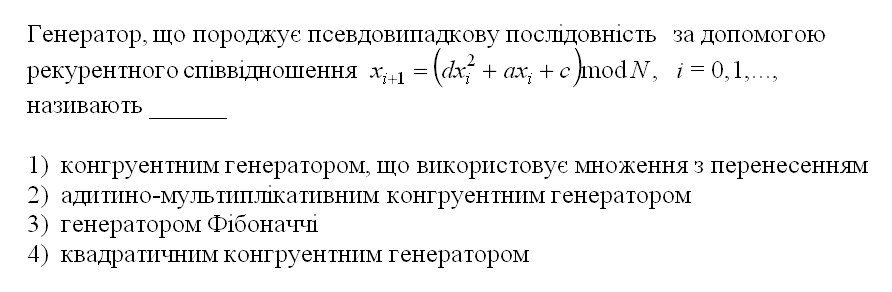 Генератор, що породжує псевдовипадкову послідовність за допомогою
рекурентного співвідношення x_{i+1} = (dx_i^2 + ax_i + c) mod N, i = 0,1,...,
називають ______
1) конгруентним генератором, що використовує множення з перенесенням
2) адитино-мультиплікативним конгруентним генератором
3) генератором Фібоначчі
4) квадратичним конгруентним генератором